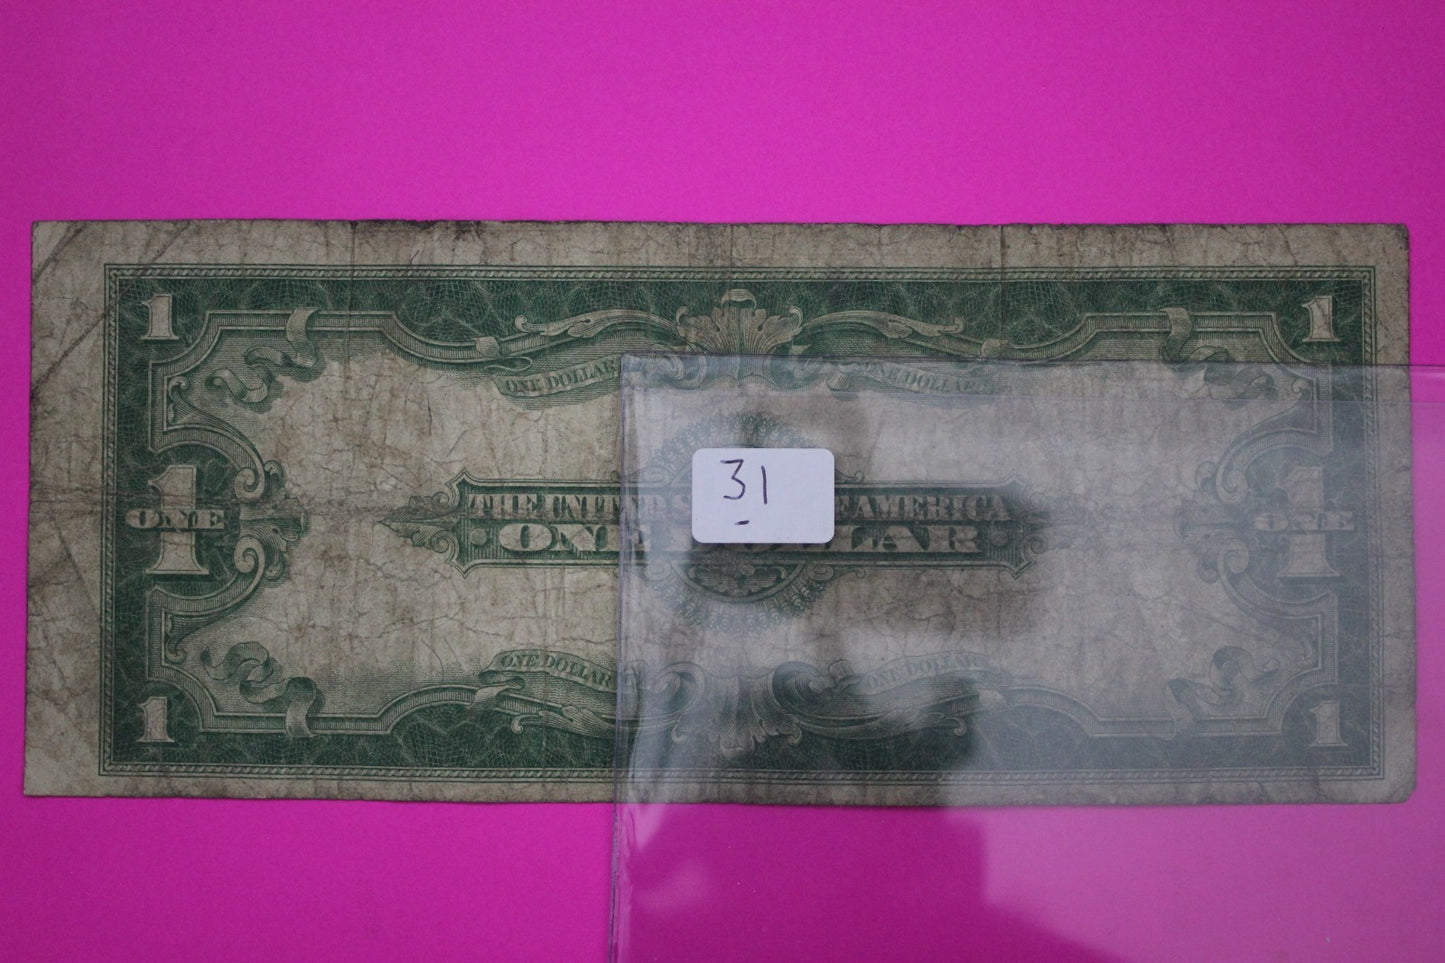 1 1
ONE DOLLAR ONE DOLLAR
31
THE UNITED S AMERICA
ONE ONE DOLLAR ONE
1 1
ONE DOLLAR ONE DOLLAR
1 1